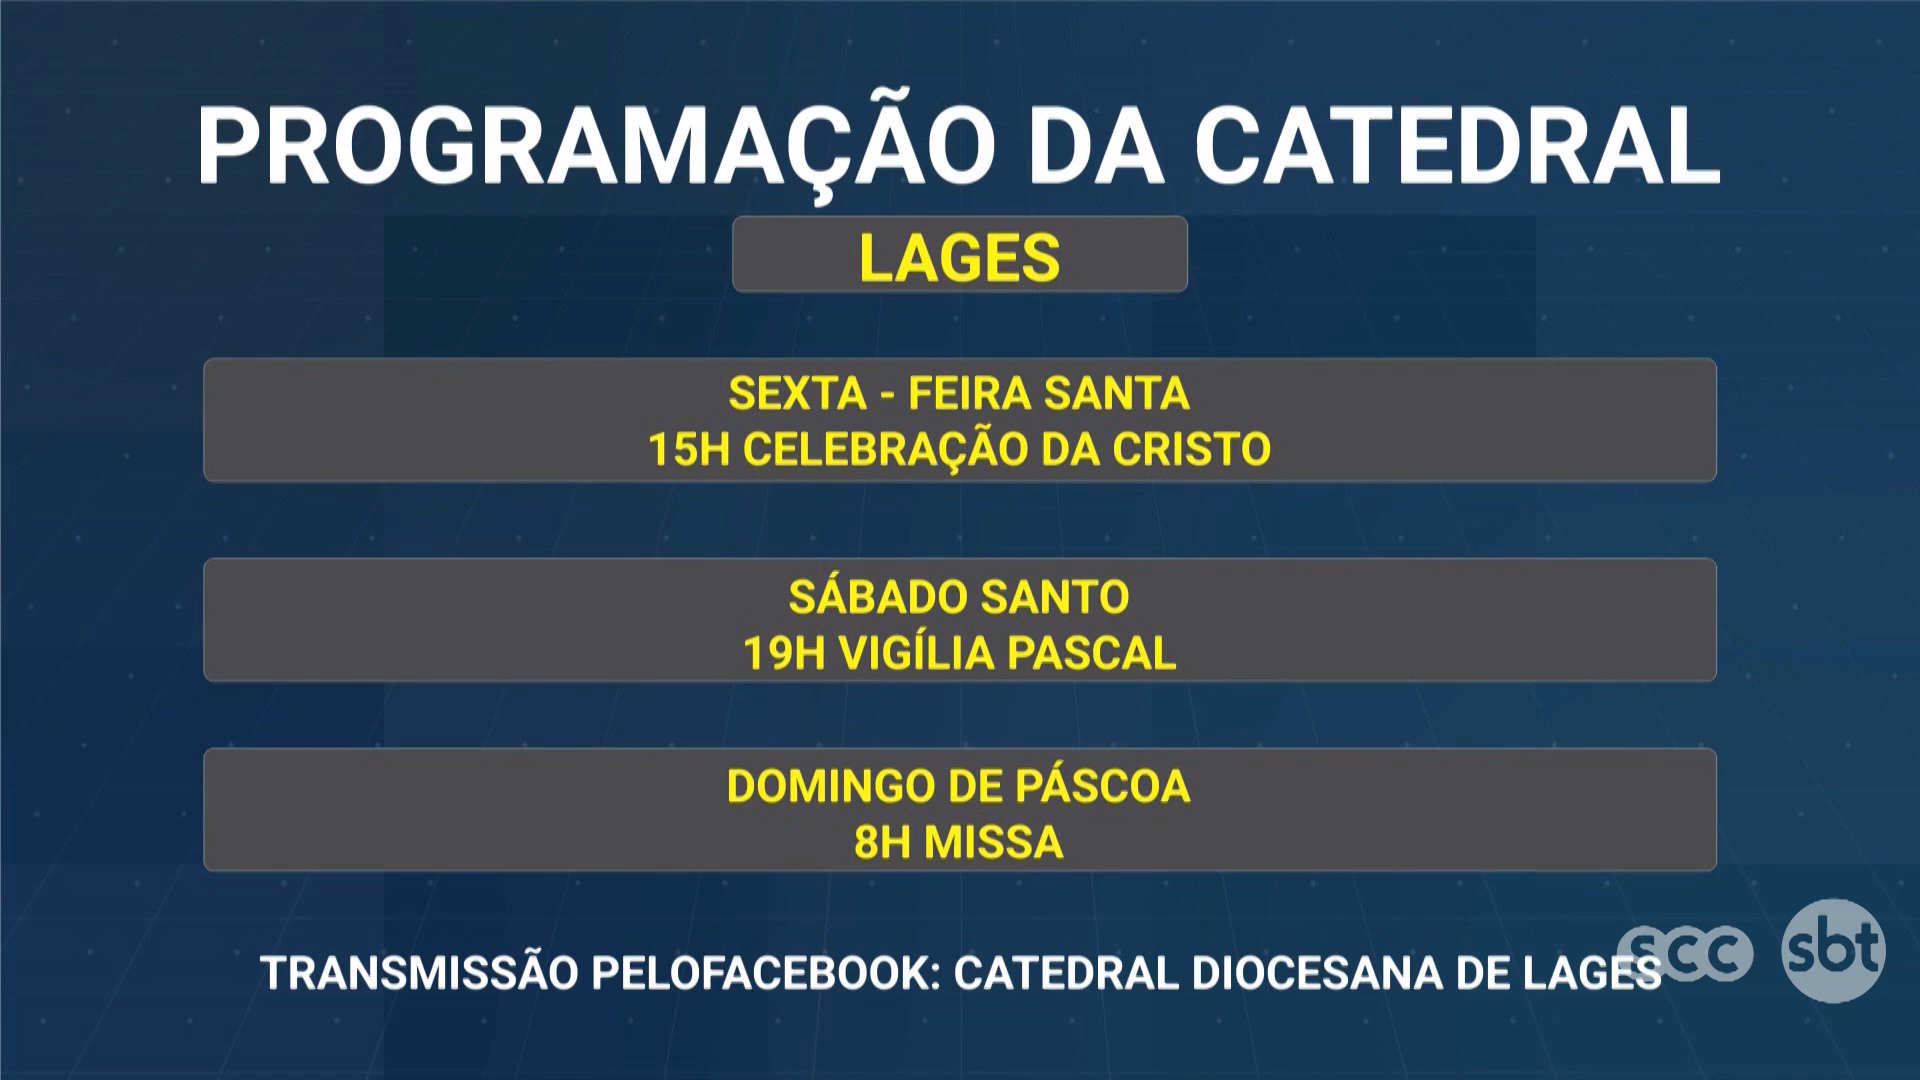 PROGRAMAÇÃO DA CATEDRAL
LAGES
SEXTA - FEIRA SANTA
15H CELEBRAÇÃO DA CRISTO
SÁBADO SANTO
19H VIGÍLIA PASCAL
DOMINGO DE PÁSCOA
8H MISSA
TRANSMISSÃO PELOFACEBOOK: CATEDRAL DIOCESANA DE LAGES
scc sbt